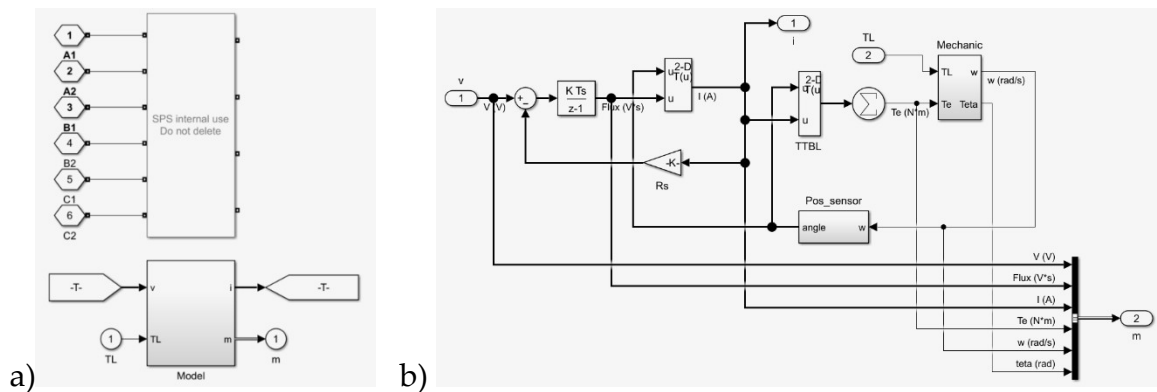 1
A1
2
A2
3
B1
4
B2
5
C1
6
C2
SPS internal use
Do not delete
-T-
v
i
-T-
1
TL
TL
m
1
m
Model
a)
b)
v
1
V (V)
+
-
K Ts
z-1
Flux (V*s)
u
2-D
T(u
u
I (A)
1
i
-K-
Rs
2-D
T(u
u
TTBL
Σ
Te (N*m)
TL
2
Mechanic
TL
w
Te
Teta
w (rad/s)
Pos_sensor
angle
w
V (V)
Flux (V*s)
I (A)
Te (N*m)
w (rad/s)
teta (rad)
2
m